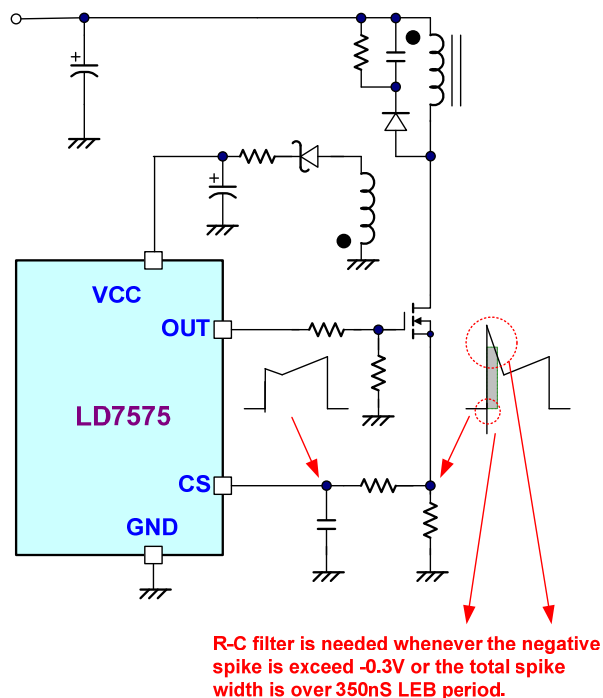 +
+
VCC
OUT
LD7575
CS
GND
R-C filter is needed whenever the negative
spike is exceed -0.3V or the total spike
width is over 350nS LEB period.